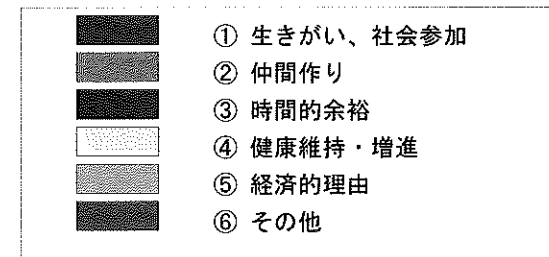 ① 生きがい、社会参加
② 仲間作り
③ 時間的余裕
④ 健康維持・増進
⑤ 経済的理由
⑥ その他